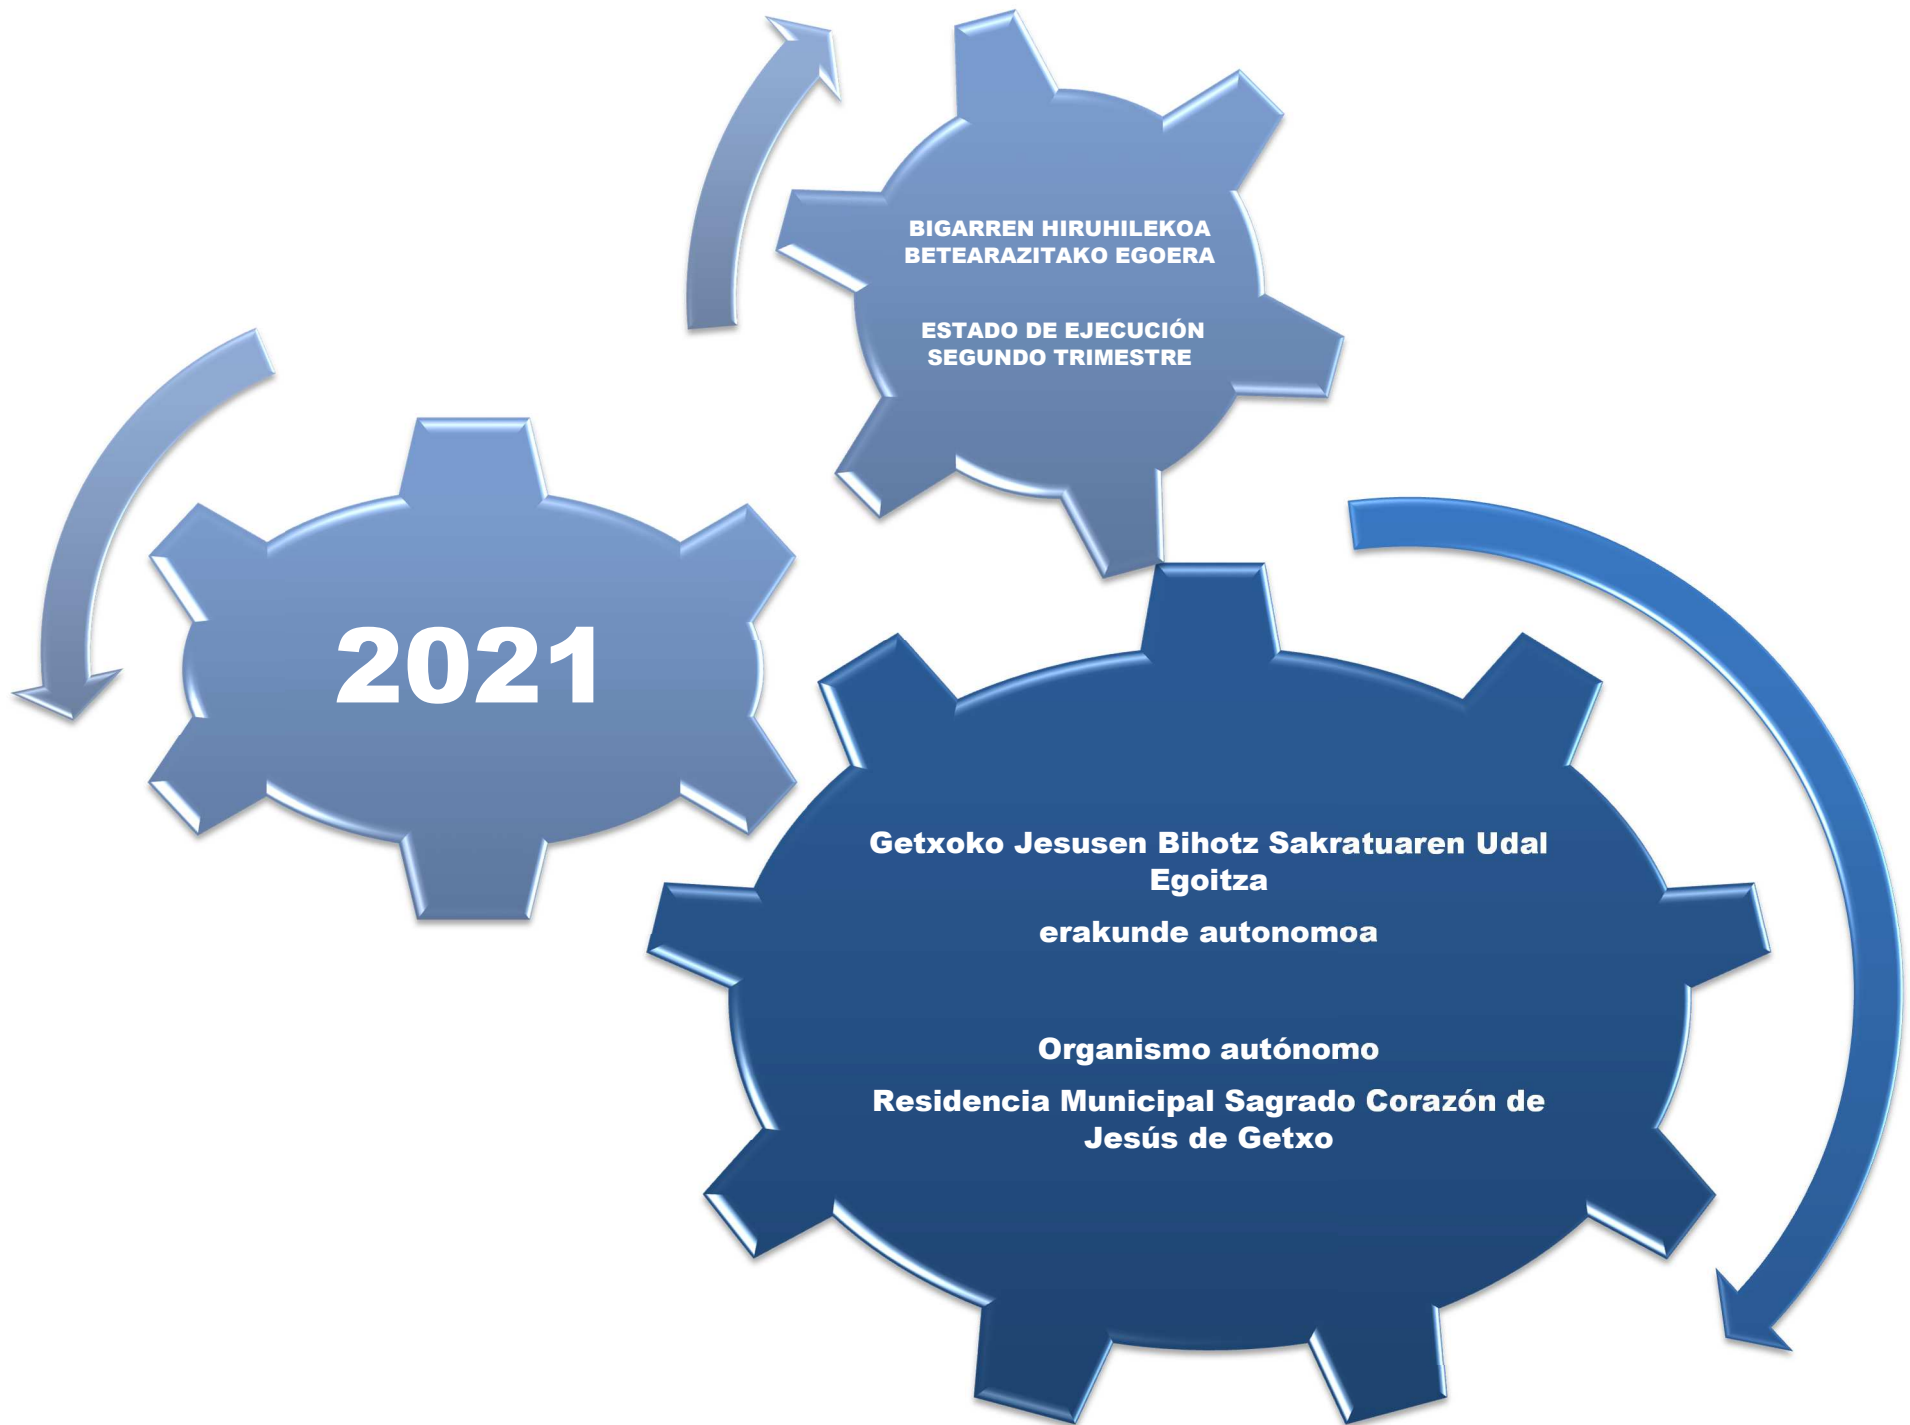 BIGARREN HIRUHILEKOA
BETEARAZITAKO EGOERA
ESTADO DE EJECUCIÓN
SEGUNDO TRIMESTRE
2021
Getxoko Jesusen Bihotz Sakratuaren Udal
Egoitza
erakunde autonomoa
Organismo autónomo
Residencia Municipal Sagrado Corazón de
Jesús de Getxo